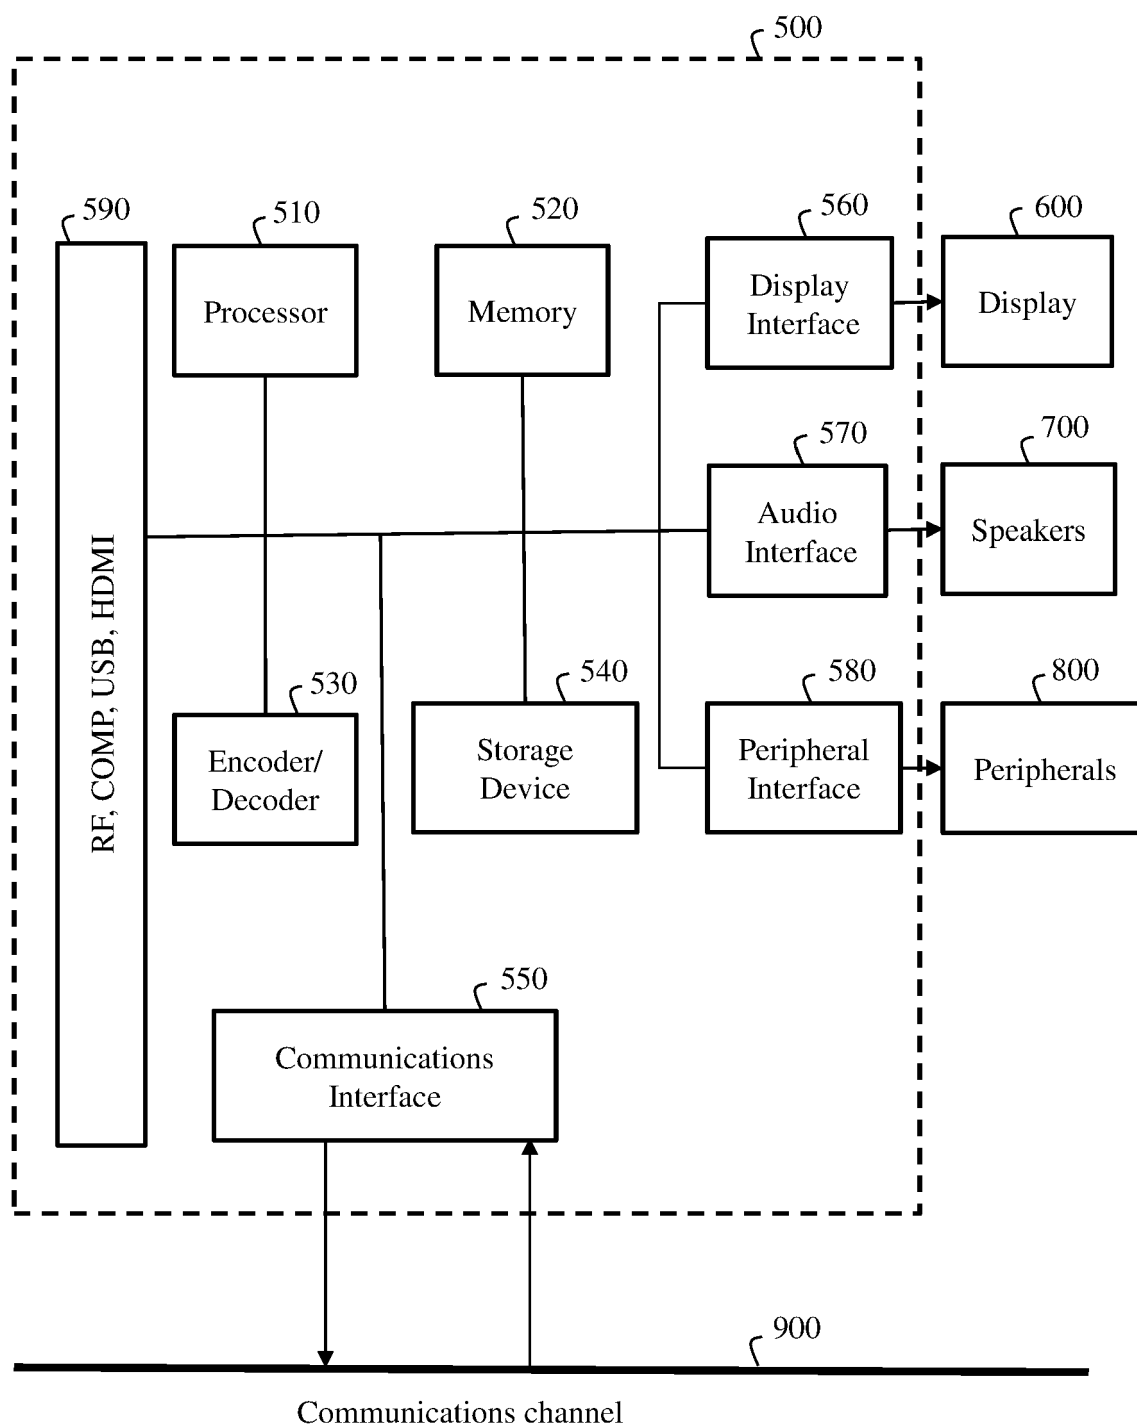 500
590
510
520
560
600
Processor
Memory
Display
Interface
Display
570
700
RF, COMP, USB, HDMI
Audio
Interface
Speakers
530
540
580
800
Encoder/
Decoder
Storage
Device
Peripheral
Interface
Peripherals
550
Communications
Interface
900
Communications channel